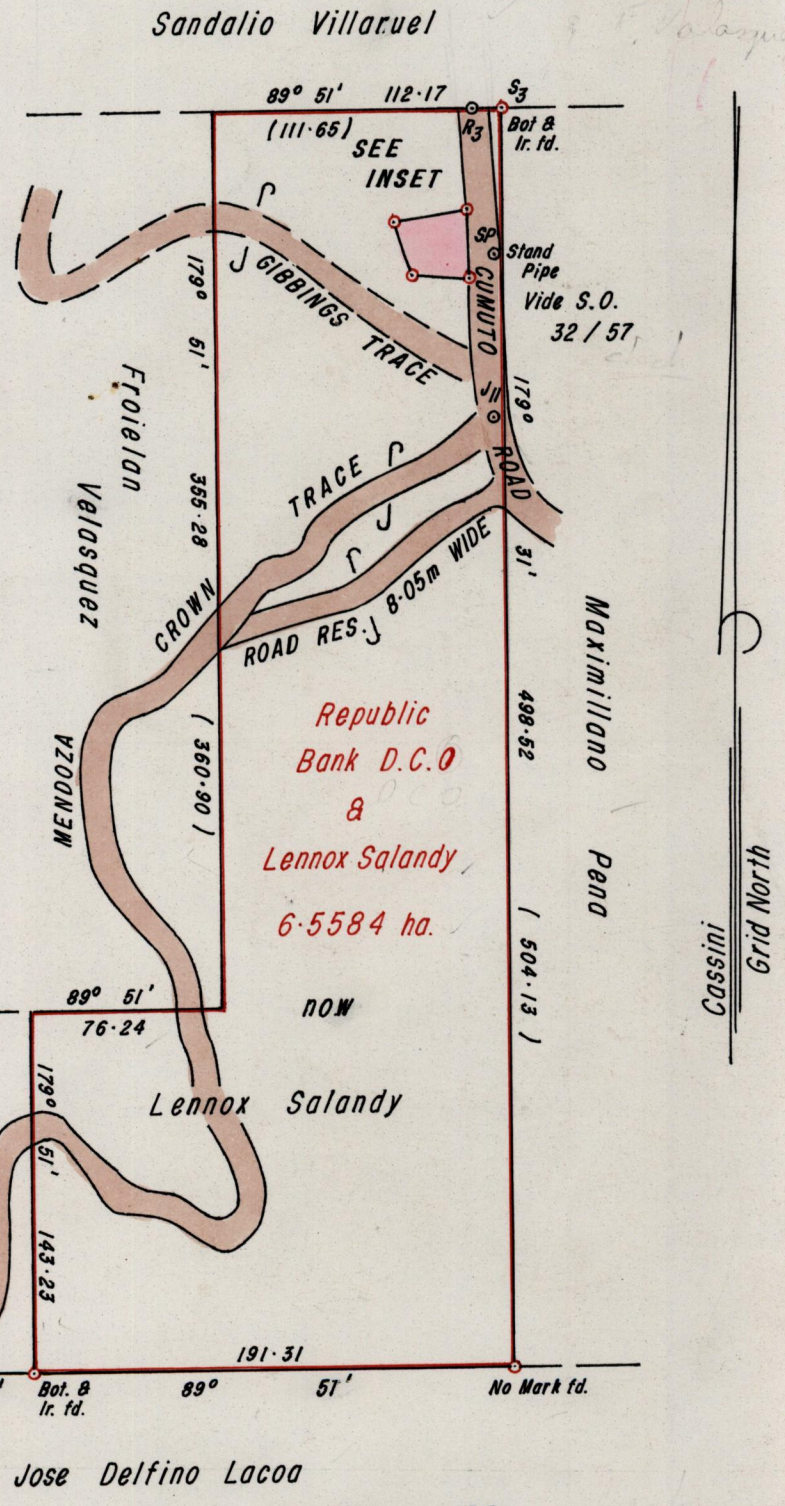 Sandalio Villaruel
89° 51' 112·17
(111·65)
S3
R3
Bot &
Ir. fd.
SEE
INSET
SP
Stand
Pipe
Vide S.O.
32 / 57
GIBBINGS TRACE
CUMUTO
ROAD
J11
179° 51' 355·28
(360·90)
Froielan
Velasquez
179° 31' 498·52
(504·13)
Maximiliano Pena
MENDOZA CROWN TRACE
ROAD RES. 8·05m WIDE
Republic
Bank D.C.O
&
Lennox Salandy
6·5584 ha.
now
Lennox Salandy
Cassini
Grid North
89° 51'
76·24
179° 51' 143·23
191·31
89° 51'
Bot. &
Ir. fd.
No Mark fd.
Jose Delfino Lacoa